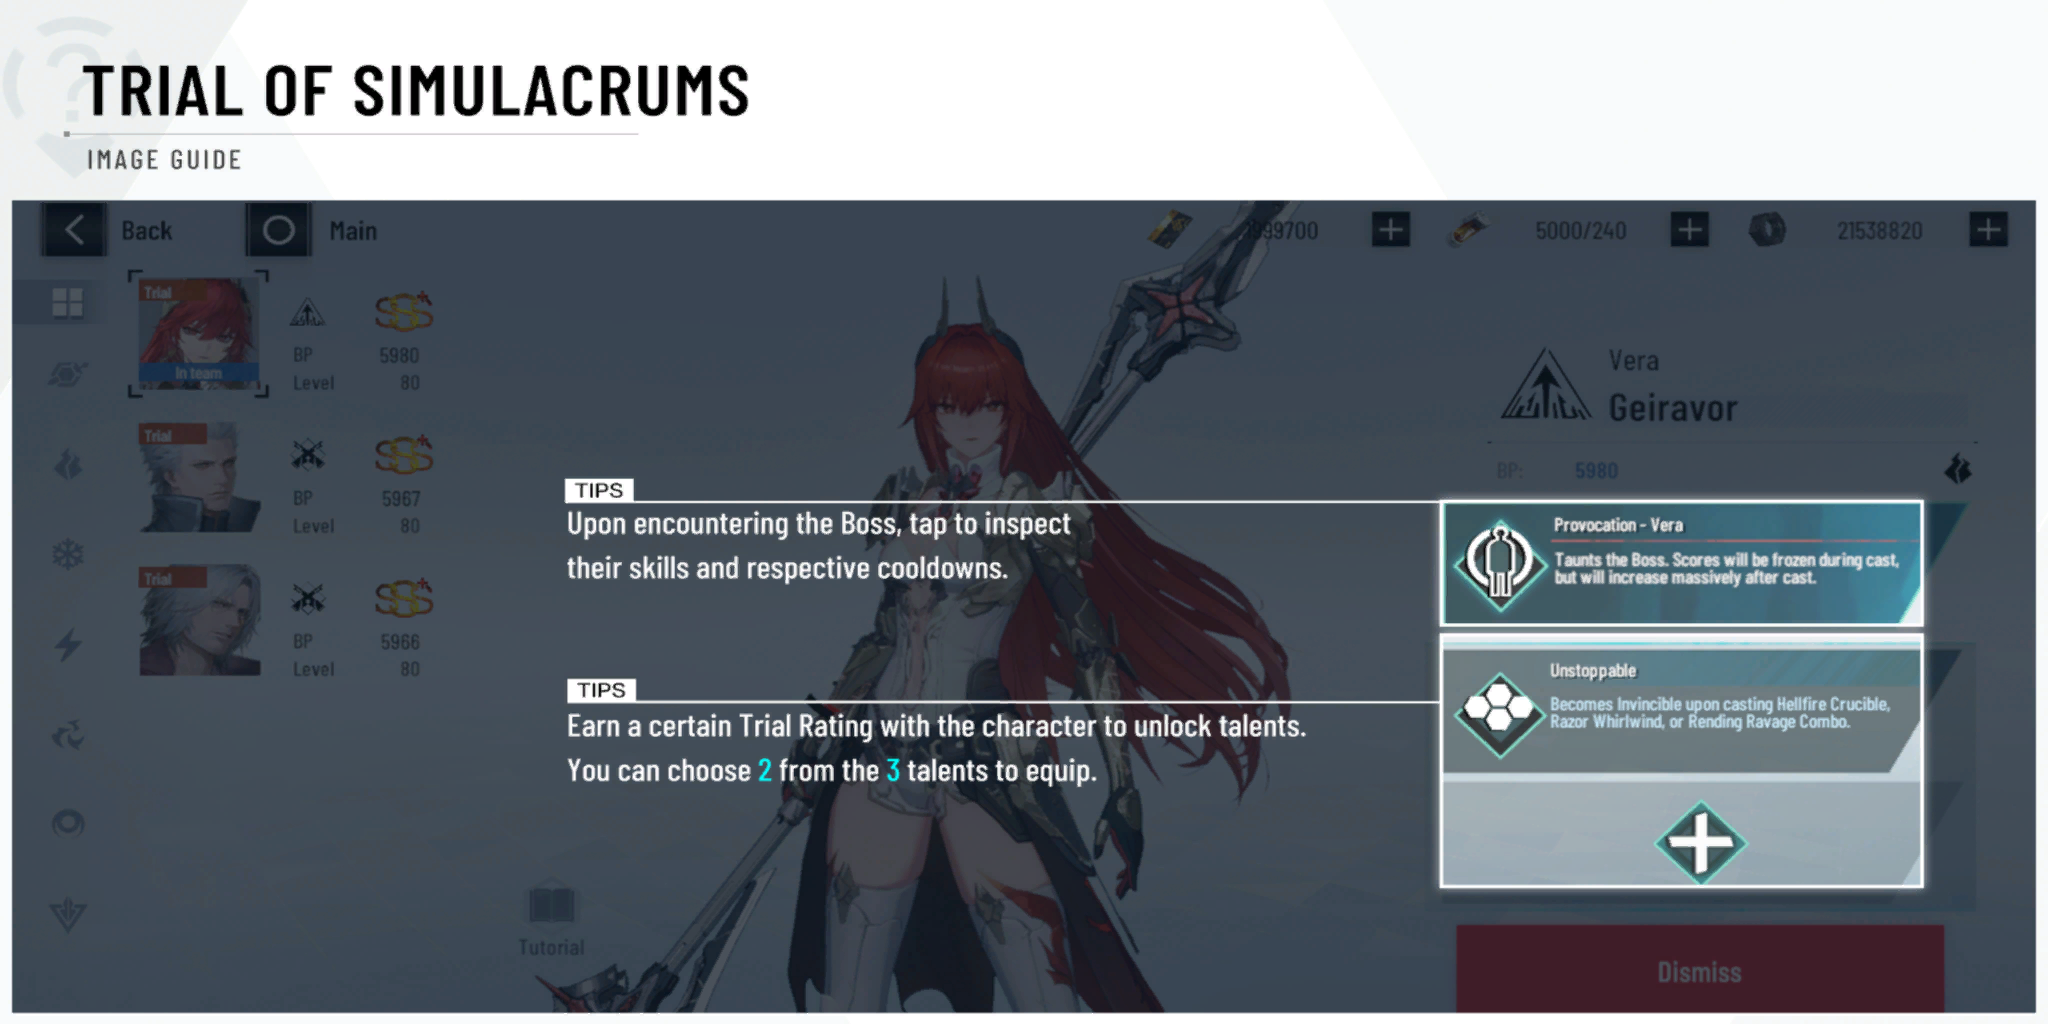 TRIAL OF SIMULACRUMS
IMAGE GUIDE
Back
Main
5000/240
21538820
Trial
In team
BP 5980
Level 80
Trial
BP 5967
Level 80
Trial
BP 5966
Level 80
Vera
Geiravor
BP: 5980
TIPS
Upon encountering the Boss, tap to inspect
their skills and respective cooldowns.
Provocation - Vera
Taunts the Boss. Scores will be frozen during cast,
but will increase massively after cast.
TIPS
Earn a certain Trial Rating with the character to unlock talents.
You can choose 2 from the 3 talents to equip.
Unstoppable
Becomes Invincible upon casting Hellfire Crucible,
Razor Whirlwind, or Rending Ravage Combo.
Tutorial
Dismiss